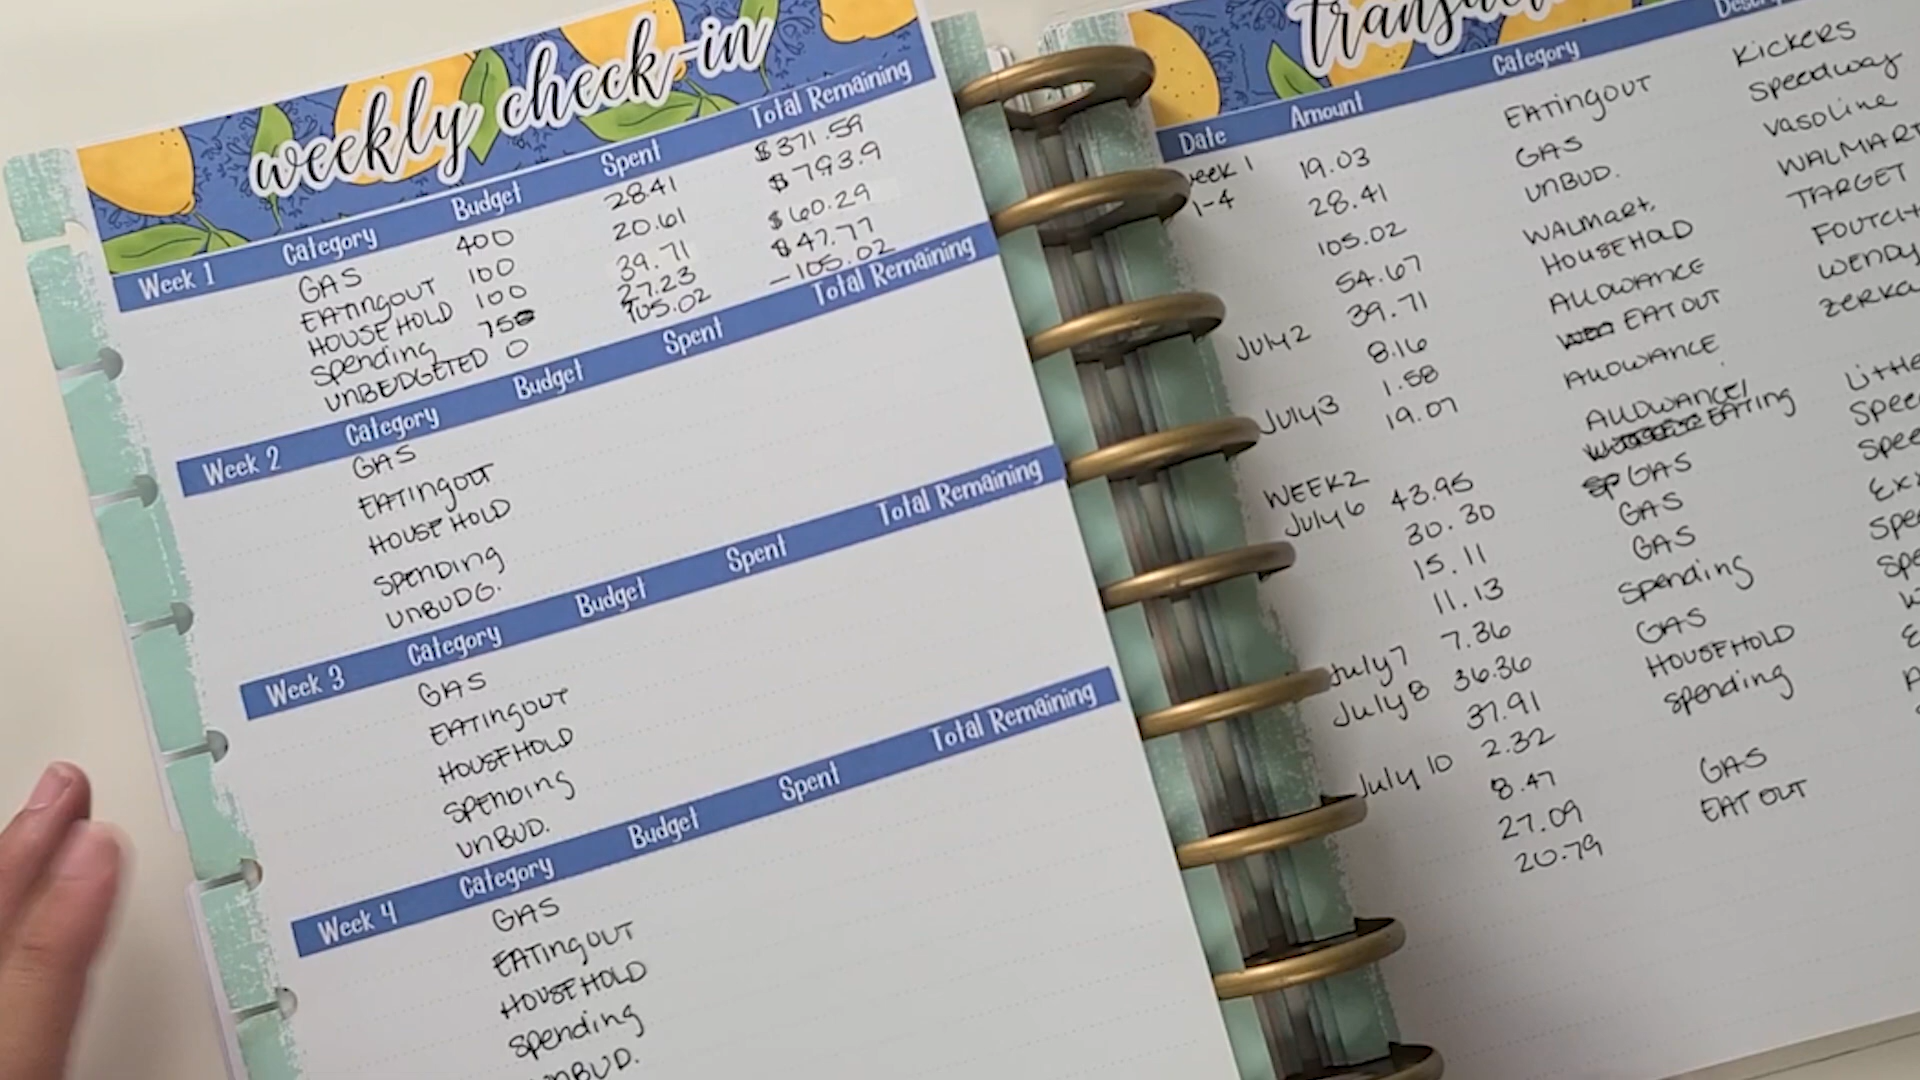 weekly check-in
Week 1 Category Budget Spent Total Remaining
GAS 400 28.41 $371.59
EATingOUT 100 20.61 $793.9
HOUSEHOLD 100 39.71 $60.29
Spending 75 27.23 $47.77
UNBEDGETED 0 105.02 -105.02
Week 2 Category Budget Spent Total Remaining
GAS
EATingOUT
HOUSEHOLD
SPENDING
UNBUDG.
Week 3 Category Budget Spent Total Remaining
GAS
EATingOUT
HOUSEHOLD
SPENDING
UNBUD.
Week 4 Category Budget Spent Total Remaining
GAS
EATingOUT
HOUSEHOLD
Spending
Date Amount Category
19.03 EATingOUT KICKERS
1-4 28.41 GAS Speedway
105.02 UNBUD. Vasoline
54.67 WALMART. WALMART
July 2 39.71 HOUSEHOLD TARGET
8.16 ALLOWANCE
July 3 1.58 EAT OUT
19.07 ALLOWANCE
WEEK 2 ALLOWANCE/
July 6 43.95 EATing
30.30 GAS
15.11 GAS
11.13 GAS
July 7 7.36 Spending
July 8 36.36 GAS
37.91 HOUSEHOLD
July 10 2.32 Spending
8.47
27.09 GAS
20.79 EAT OUT